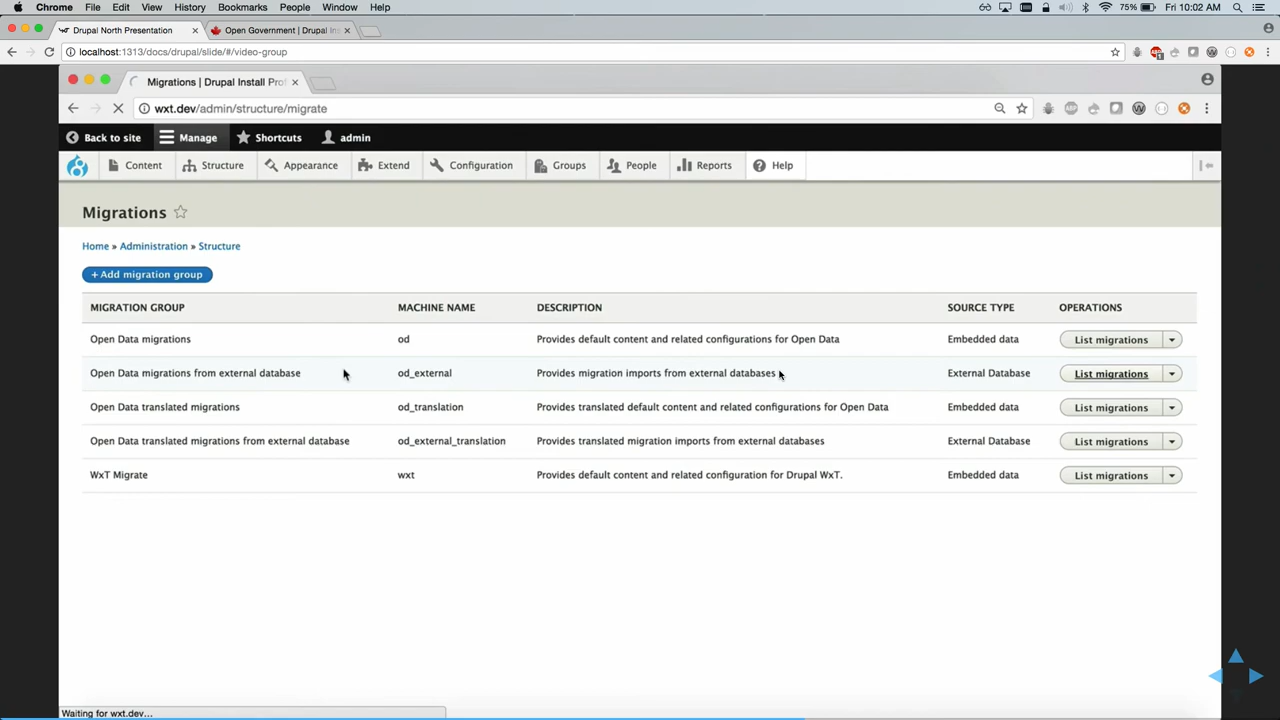 Chrome File Edit View History Bookmarks People Window Help 75% Fri 10:02 AM
Drupal North Presentation × Open Government | Drupal In ×
localhost:1313/docs/drupal/slide/#/video-group
Migrations | Drupal Install Pro ×
wxt.dev/admin/structure/migrate
Back to site Manage Shortcuts admin
Content Structure Appearance Extend Configuration Groups People Reports Help
Migrations
Home » Administration » Structure
+ Add migration group
MIGRATION GROUP MACHINE NAME DESCRIPTION SOURCE TYPE OPERATIONS
Open Data migrations od Provides default content and related configurations for Open Data Embedded data List migrations
Open Data migrations from external database od_external Provides migration imports from external databases External Database List migrations
Open Data translated migrations od_translation Provides translated default content and related configurations for Open Data Embedded data List migrations
Open Data translated migrations from external database od_external_translation Provides translated migration imports from external databases External Database List migrations
WxT Migrate wxt Provides default content and related configuration for Drupal WxT. Embedded data List migrations
Waiting for wxt.dev...